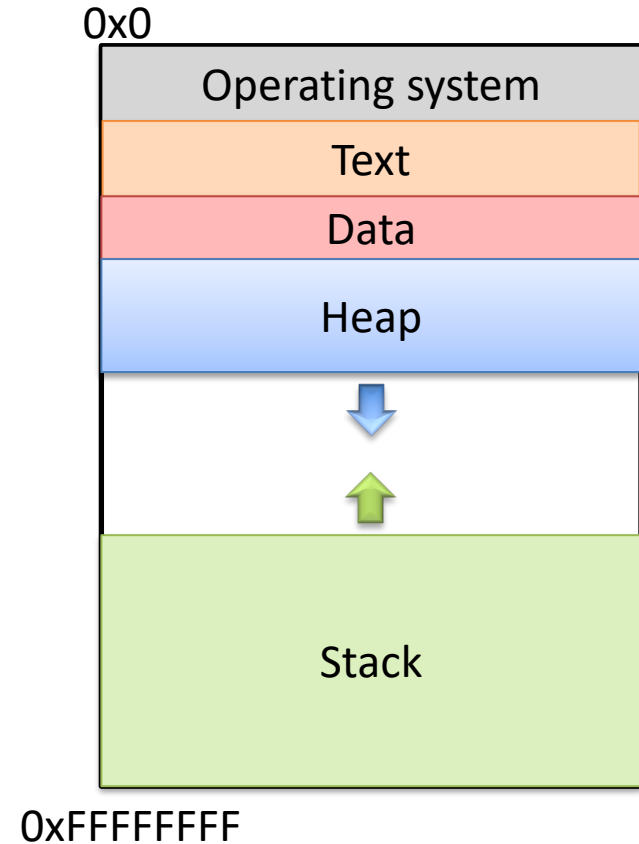 0x0
Operating system
Text
Data
Heap
Stack
0xFFFFFFFF